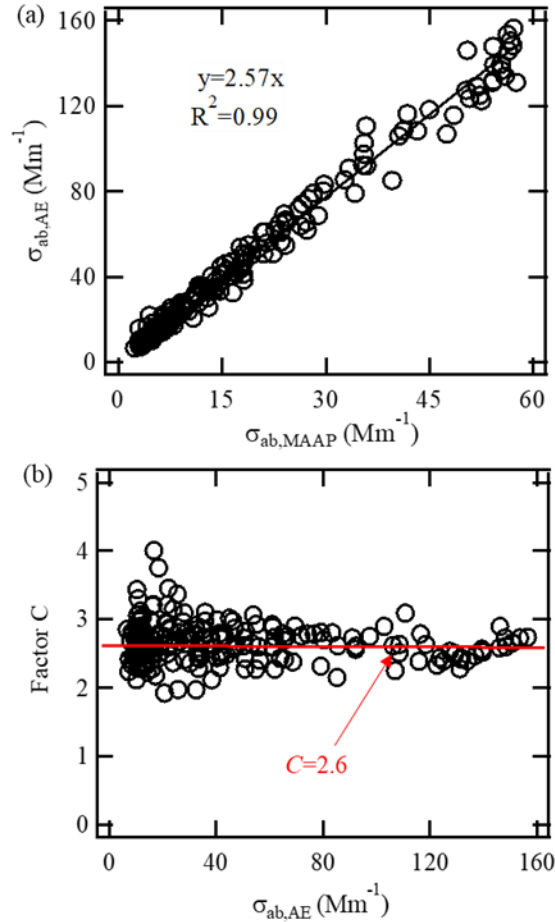 (a)
160
120
80
40
0
σab,AE (Mm⁻¹)
y=2.57x
R²=0.99
0 15 30 45 60
σab,MAAP (Mm⁻¹)
(b)
5
4
3
2
1
0
Factor C
C=2.6
0 40 80 120 160
σab,AE (Mm⁻¹)